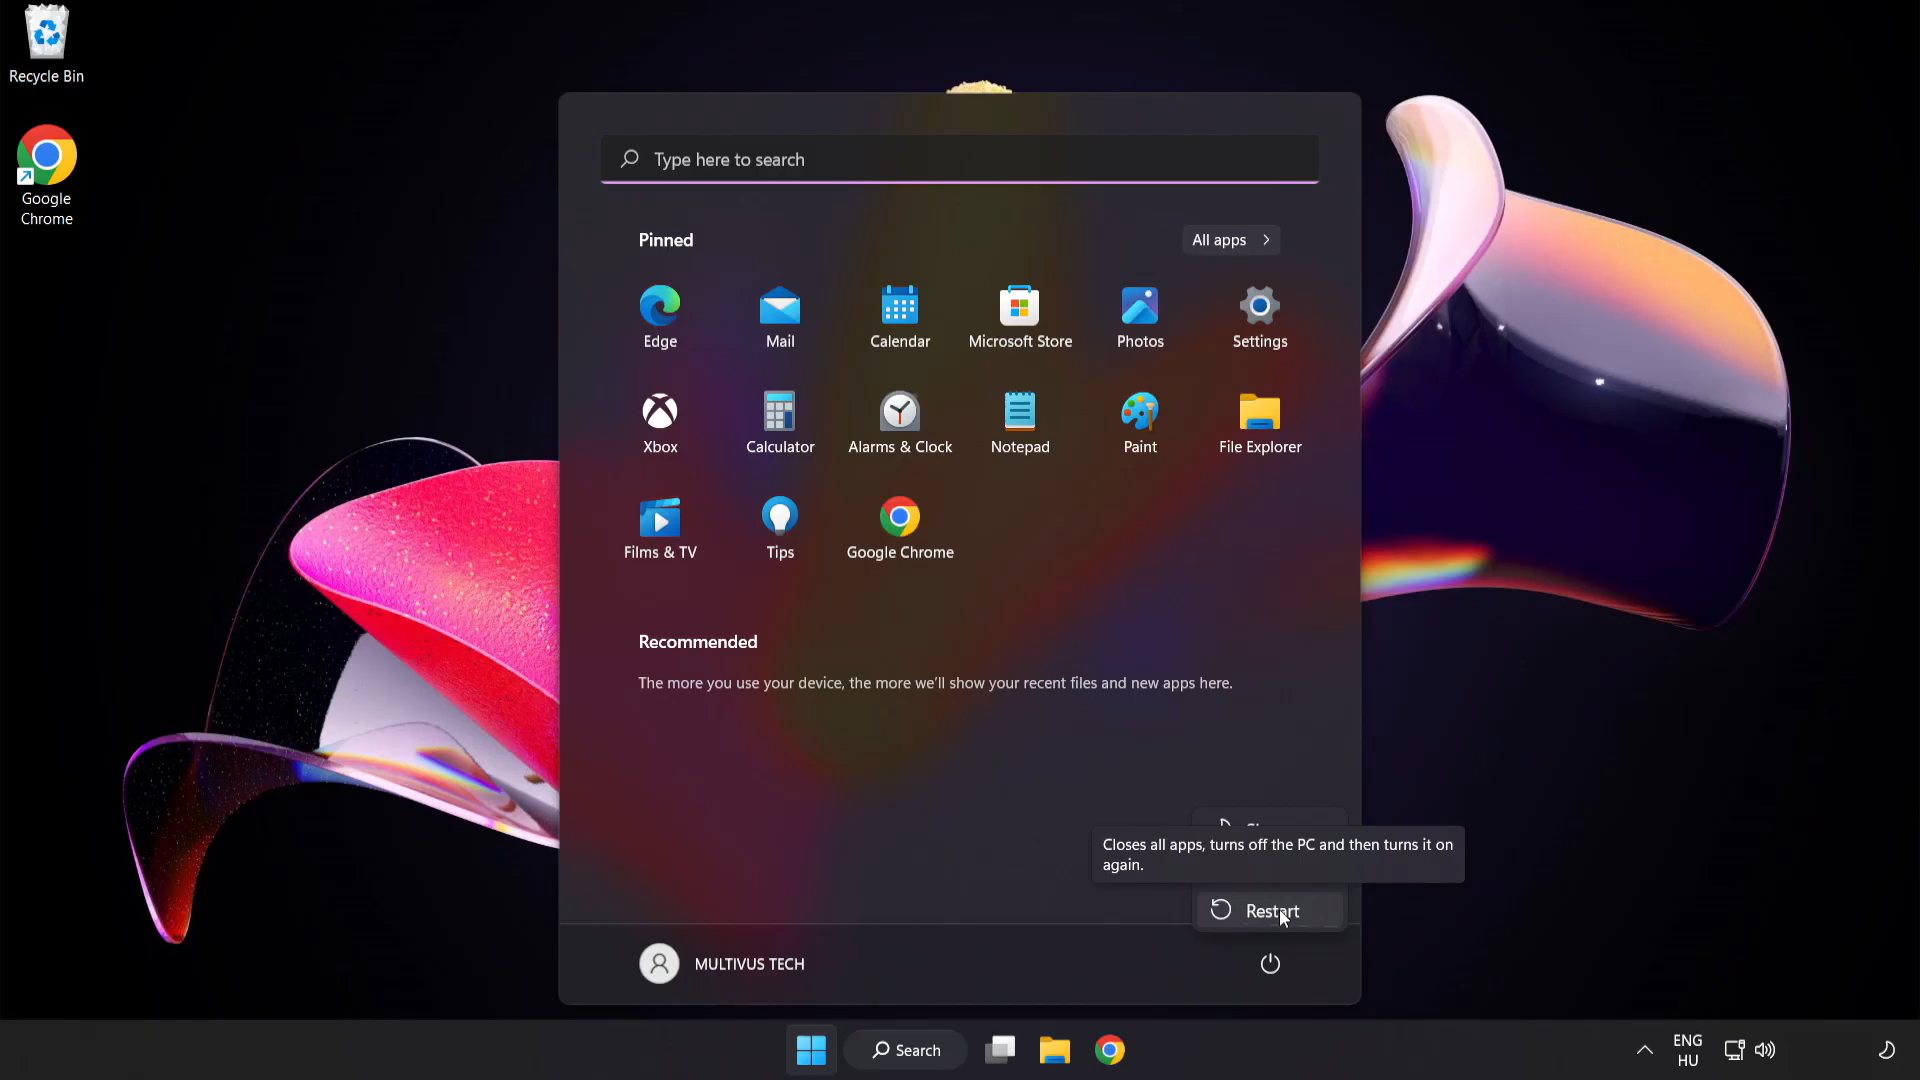 Recycle Bin
Google
Chrome
Type here to search
Pinned
All apps
Edge
Mail
Calendar
Microsoft Store
Photos
Settings
Xbox
Calculator
Alarms & Clock
Notepad
Paint
File Explorer
Films & TV
Tips
Google Chrome
Recommended
The more you use your device, the more we'll show your recent files and new apps here.
Closes all apps, turns off the PC and then turns it on
again.
Restart
MULTIVUS TECH
Search
ENG
HU